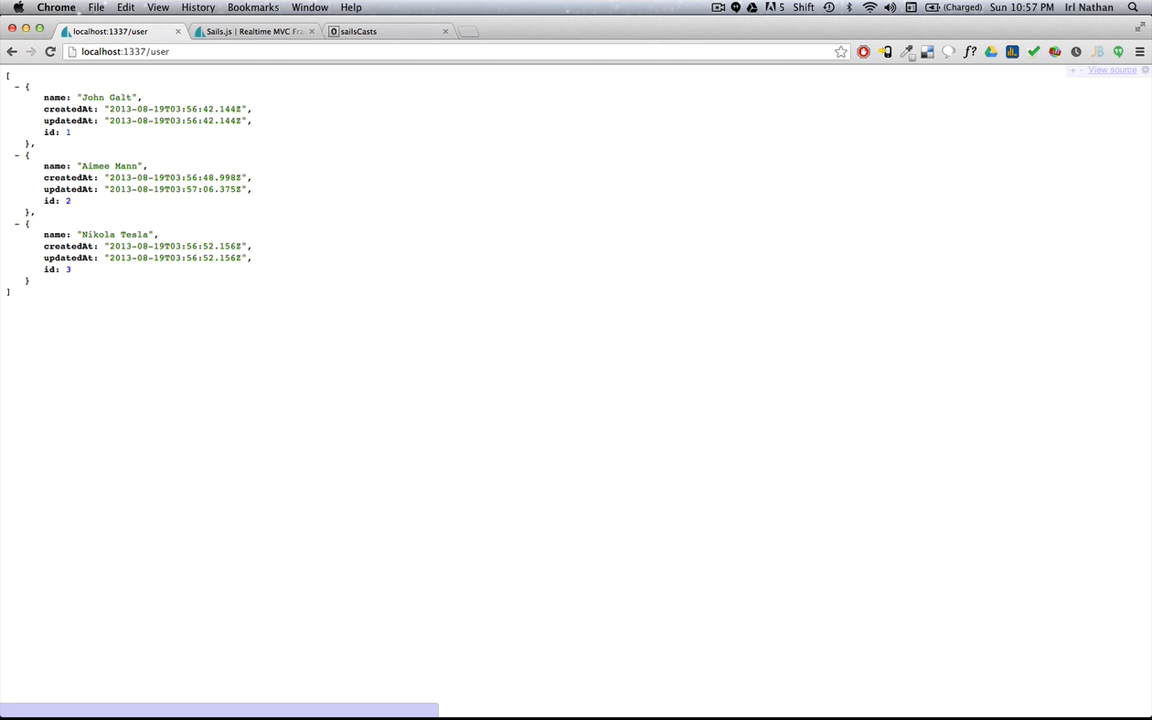 Chrome File Edit View History Bookmarks Window Help 5 Shift (Charged) Sun 10:57 PM Irl Nathan
localhost:1337/user Sails.js | Realtime MVC Fra sailsCasts
localhost:1337/user
+ - View source
[
- {
name: "John Galt",
createdAt: "2013-08-19T03:56:42.144Z",
updatedAt: "2013-08-19T03:56:42.144Z",
id: 1
},
- {
name: "Aimee Mann",
createdAt: "2013-08-19T03:56:48.998Z",
updatedAt: "2013-08-19T03:57:06.375Z",
id: 2
},
- {
name: "Nikola Tesla",
createdAt: "2013-08-19T03:56:52.156Z",
updatedAt: "2013-08-19T03:56:52.156Z",
id: 3
}
]